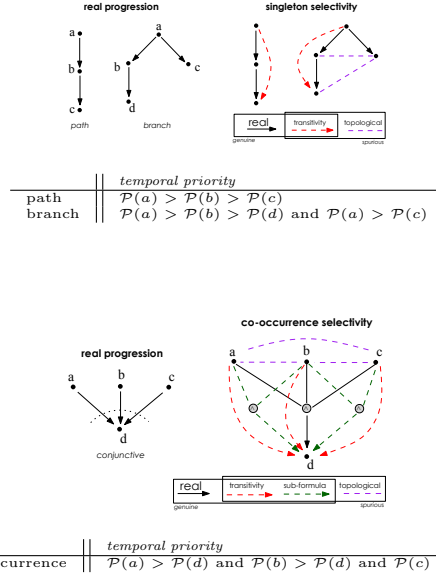 real progression
singleton selectivity
a
b
c
path
a
b
c
d
branch
real
transitivity
topological
genuine
spurious
temporal priority
path P(a) > P(b) > P(c)
branch P(a) > P(b) > P(d) and P(a) > P(c)
co-occurrence selectivity
real progression
a b c
d
conjunctive
a b c
d
real
transitivity
sub-formula
topological
genuine
spurious
temporal priority
currence P(a) > P(d) and P(b) > P(d) and P(c)